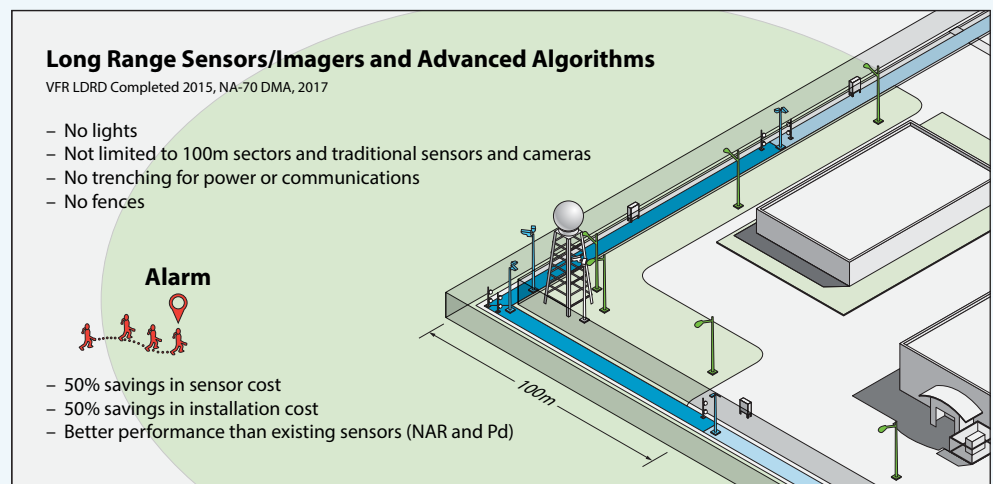 Long Range Sensors/Imagers and Advanced Algorithms
VFR LDRD Completed 2015, NA-70 DMA, 2017
– No lights
– Not limited to 100m sectors and traditional sensors and cameras
– No trenching for power or communications
– No fences
Alarm
– 50% savings in sensor cost
– 50% savings in installation cost
– Better performance than existing sensors (NAR and Pd)
100m